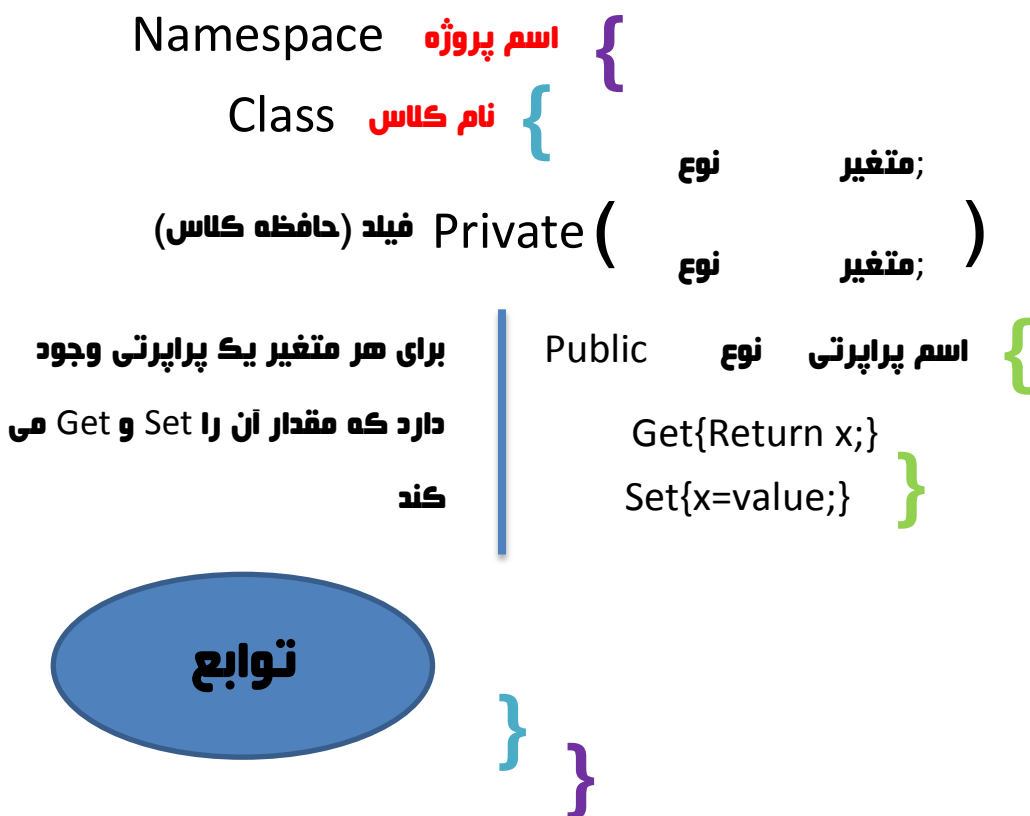 Namespace اسم پروژه {
Class نام کلاس {
نوع متغیر;
فیلد (حافظه کلاس) Private ( )
نوع متغیر;
Public نوع اسم پراپرتی {
Get{Return x;}
Set{x=value;}
}
برای هر متغیر یک پراپرتی وجود
دارد که مقدار آن را Set و Get می
کند
توابع
}
}